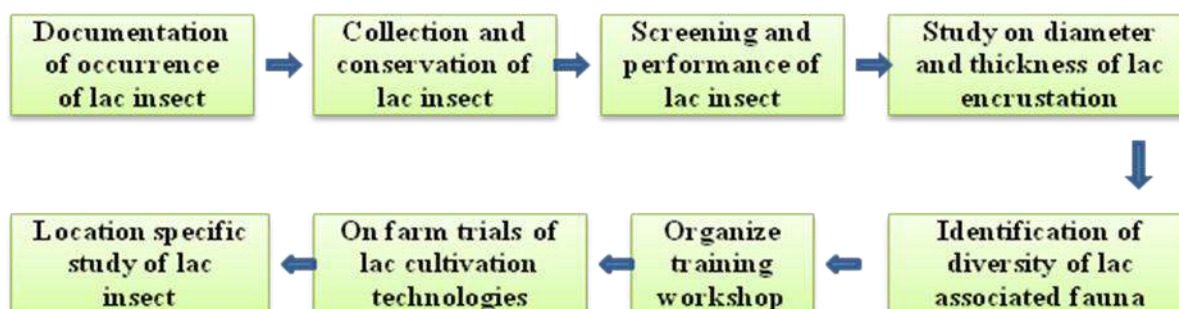 Documentation
of occurrence
of lac insect
Collection and
conservation of
lac insect
Screening and
performance of
lac insect
Study on diameter
and thickness of lac
encrustation
Identification of
diversity of lac
associated fauna
Organize
training
workshop
On farm trials of
lac cultivation
technologies
Location specific
study of lac
insect